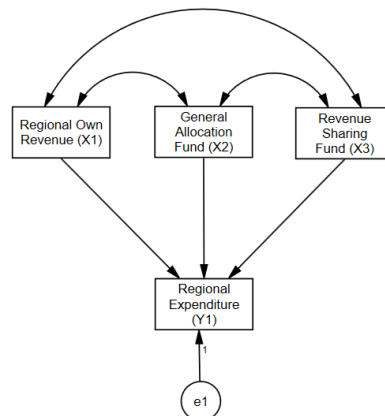 Regional Own
Revenue (X1)
General
Allocation
Fund (X2)
Revenue
Sharing
Fund (X3)
Regional
Expenditure
(Y1)
1
e1